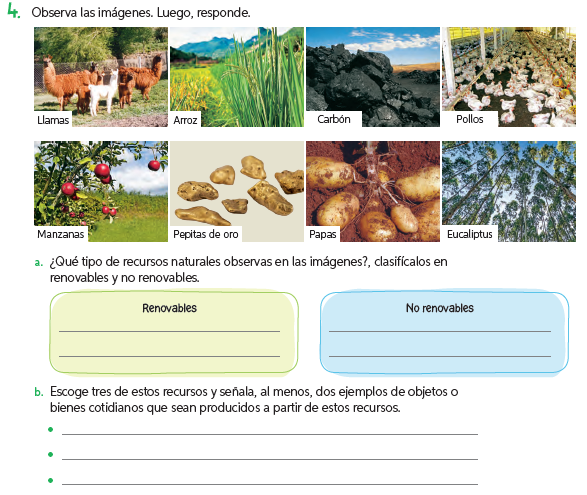 4. Observa las imágenes. Luego, responde.
Llamas
Arroz
Carbón
Pollos
Manzanas
Pepitas de oro
Papas
Eucaliptus
a. ¿Qué tipo de recursos naturales observas en las imágenes?, clasifícalos en
renovables y no renovables.
Renovables
No renovables
b. Escoge tres de estos recursos y señala, al menos, dos ejemplos de objetos o
bienes cotidianos que sean producidos a partir de estos recursos.